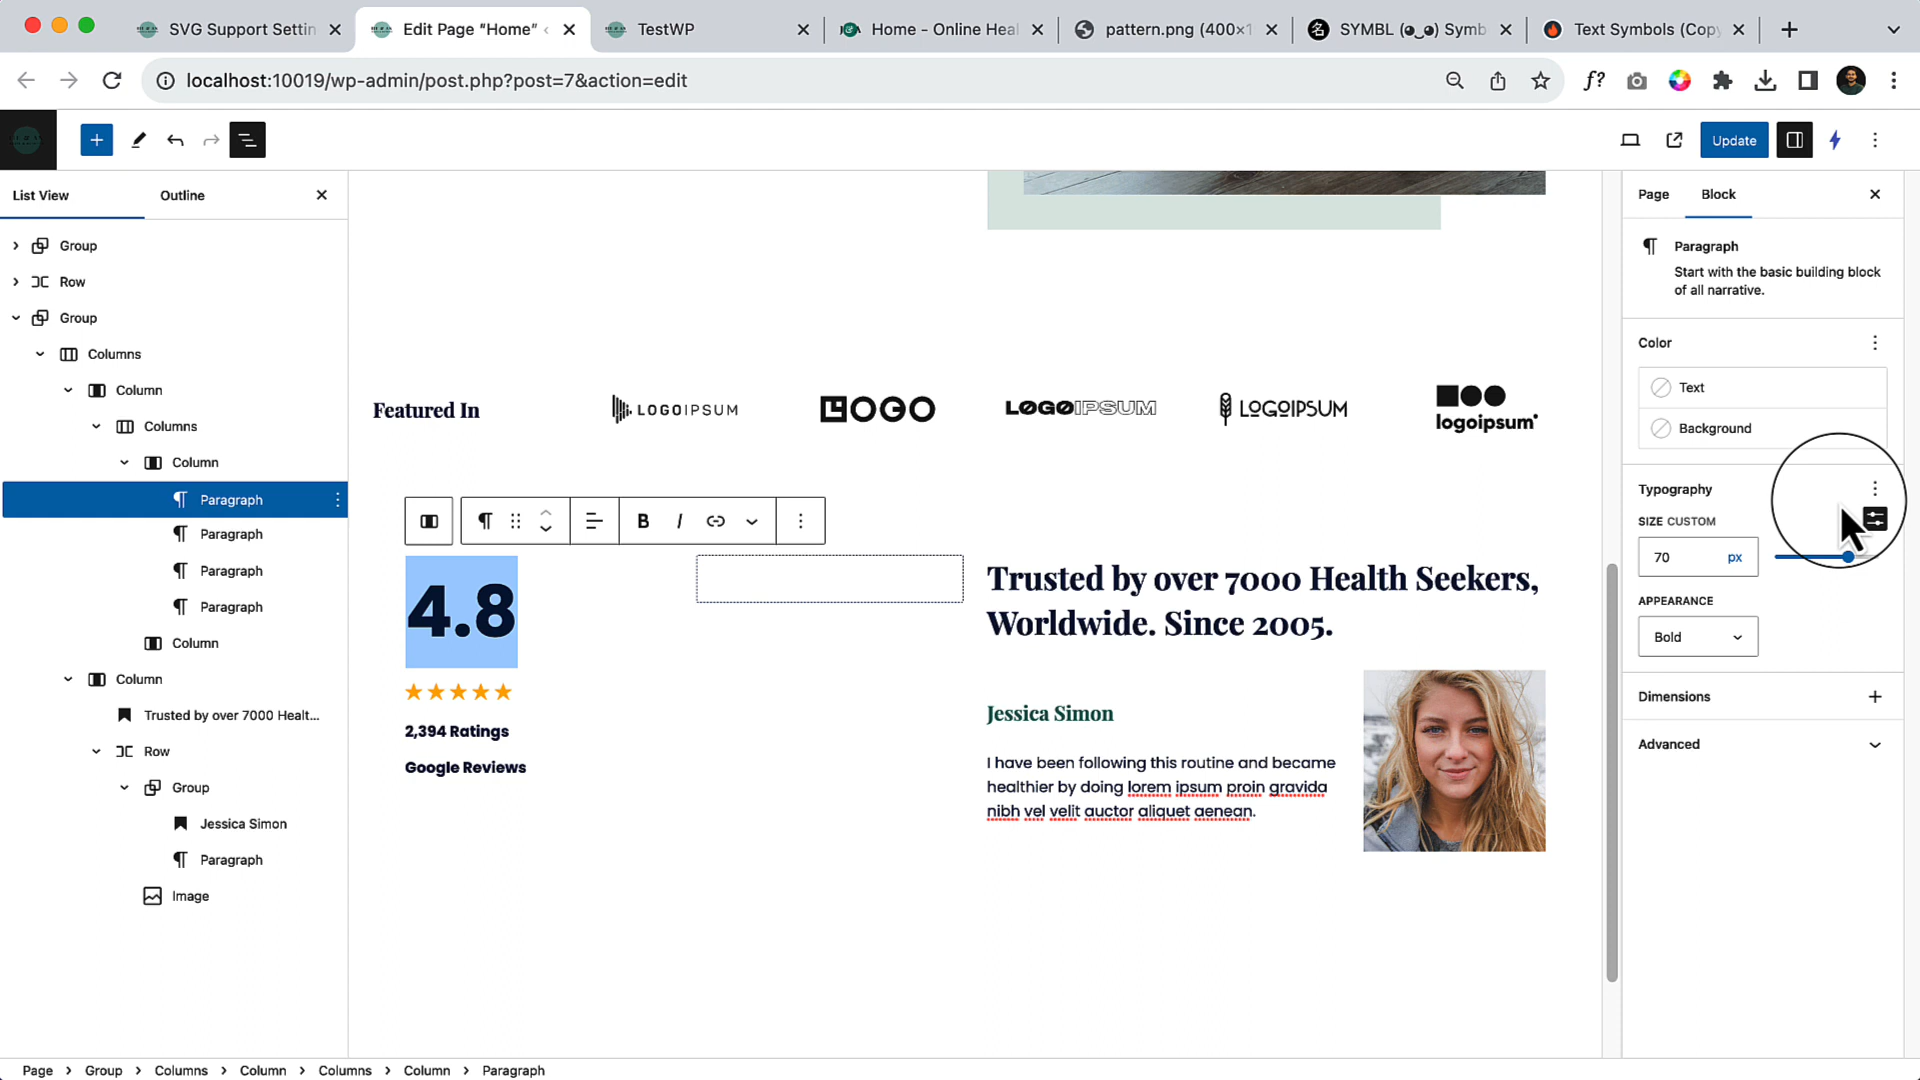 SVG Support Settin
Edit Page “Home” ‹
TestWP
Home - Online Heal
pattern.png (400×1
SYMBL (◕‿◕) Symb
Text Symbols (Copy
localhost:10019/wp-admin/post.php?post=7&action=edit
f?
Update
List View
Outline
Group
Row
Group
Columns
Column
Columns
Column
Paragraph
Paragraph
Paragraph
Paragraph
Column
Column
Trusted by over 7000 Healt...
Row
Group
Jessica Simon
Paragraph
Image
Featured In
LOGOIPSUM
LOGO
LOGOIPSUM
LOGOIPSUM
logoipsum
B I
4.8
★★★★★
2,394 Ratings
Google Reviews
Trusted by over 7000 Health Seekers,
Worldwide. Since 2005.
Jessica Simon
I have been following this routine and became
healthier by doing lorem ipsum proin gravida
nibh vel velit auctor aliquet aenean.
Page
Block
Paragraph
Start with the basic building block
of all narrative.
Color
Text
Background
Typography
SIZE CUSTOM
70 px
APPEARANCE
Bold
Dimensions
Advanced
Page > Group > Columns > Column > Columns > Column > Paragraph